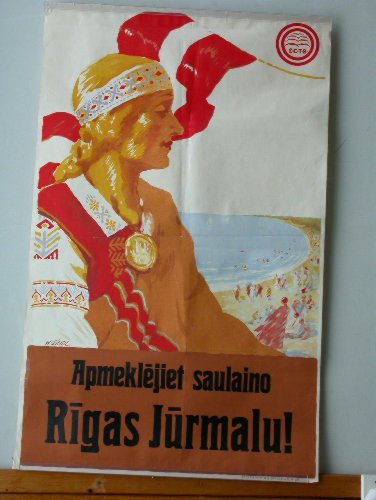 Apmeklējiet saulaino
Rīgas Jūrmalu!